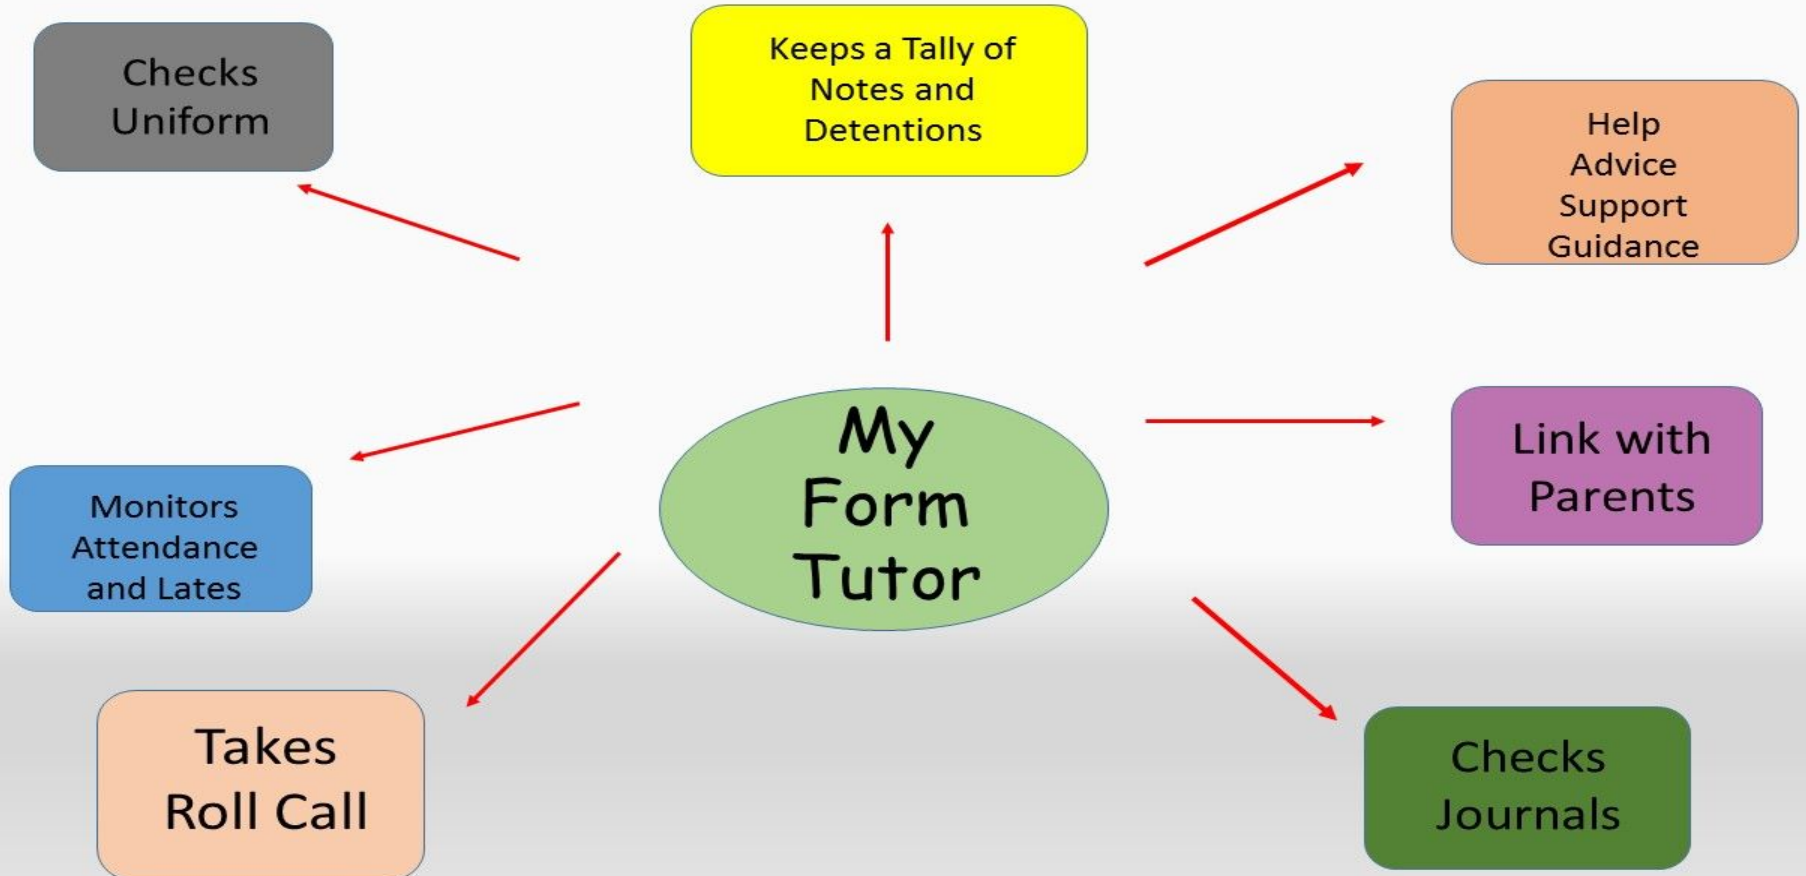 Checks
Uniform
Keeps a Tally of
Notes and
Detentions
Help
Advice
Support
Guidance
My
Form
Tutor
Link with
Parents
Monitors
Attendance
and Lates
Takes
Roll Call
Checks
Journals